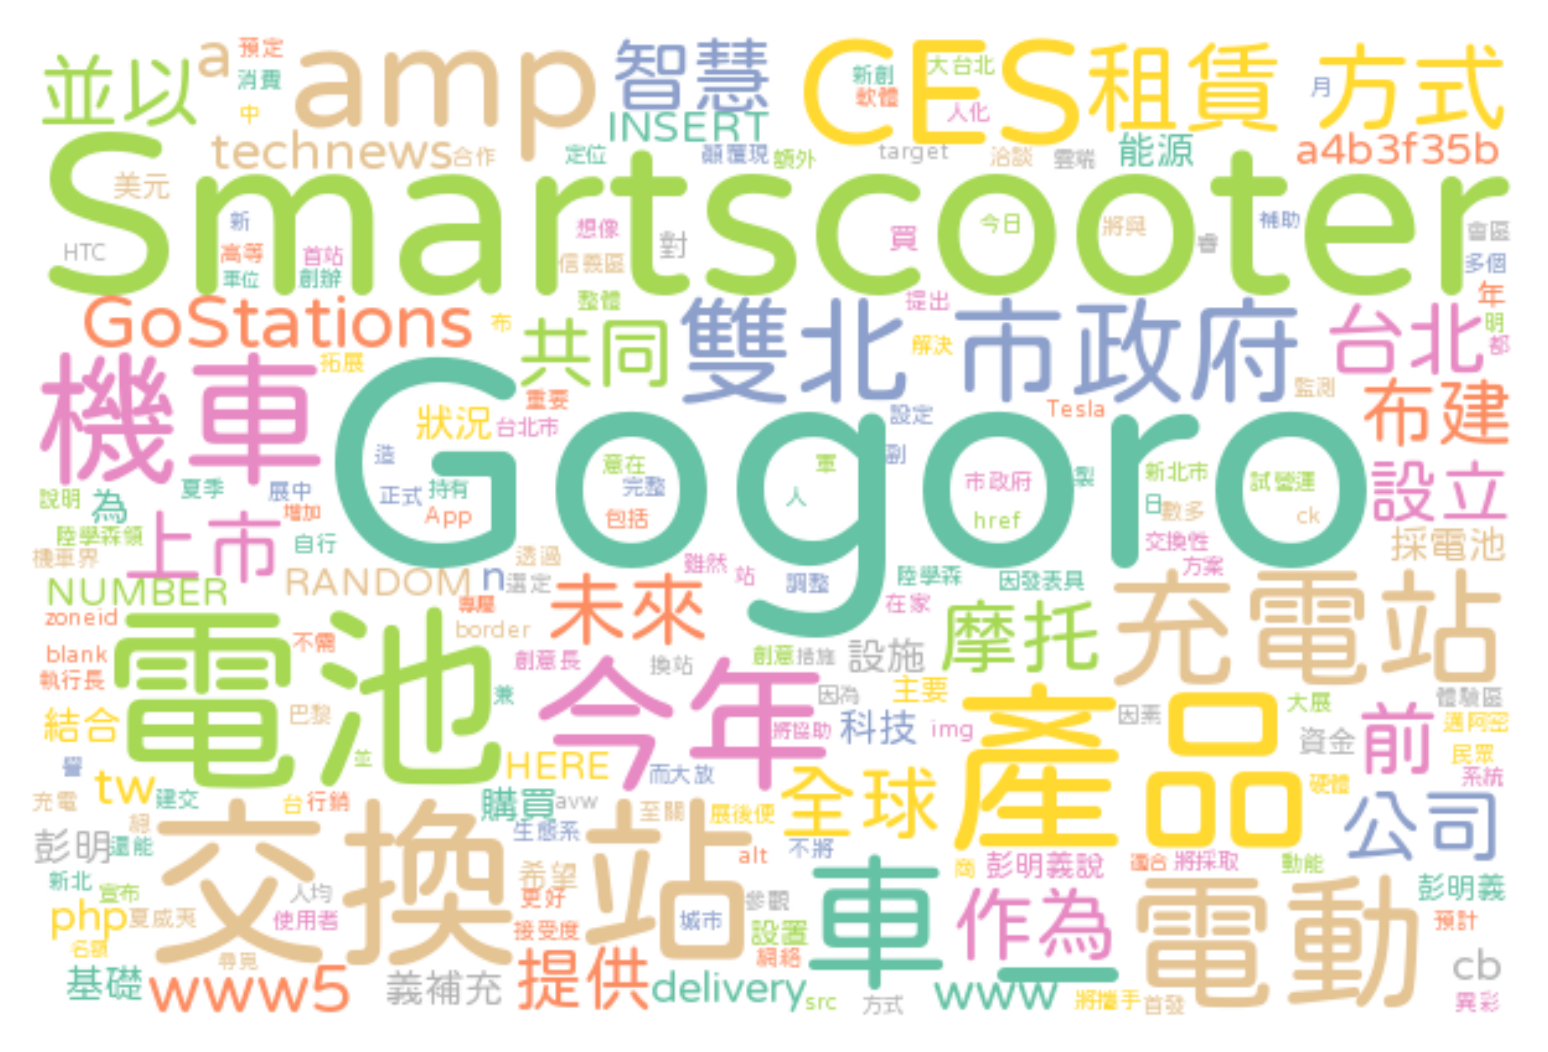 並以 a 預定 消費 中 amp 智慧 INSERT CES 新創 軟體 大台北 人化 租賃 月 方式
technews 合作 定位 顛覆現 額外 target 洽談 雲端 能源 a4b3f35b
Smartscooter
美元 HTC 新 高等 車位 首站 創辦 想像 信義區 對 買 今日 將與 睿 補助 會區 多個
GoStations 布 整體 共同 雙北 提出 解決 市政府 台北 年 明 都
機車 拓展 狀況 重要 台北市 設定 Tesla 監測 布建
Gogoro
造 正式 持有 App 意在 完整 包括 人 軍 副 市政府 href 製 新北市 日 數多 試營運 ck 設立
說明 為 夏季 展中 增加 陸學森領 機車界 上市 自行 透過 雖然 站 交換性 方案 採電池
NUMBER RANDOM n 選定 未來 調整 陸學森 在家 因發表具 摩托 充電站
zoneid blank 執行長 不需 專屬 border 創意長 換站 創意 措施 設施
電池 兼 今年 將協助 因為 主要 產品 因素 大展 體驗區 前 邁阿密
結合 巴黎 並 科技 img 資金 民眾 系統
譽 tw 建交 充電 台 行銷 HERE 購買 avw 而大放 至關 展後便 全球 硬體 公司
彭明 還能 總 交換站 生態系 alt 不將 商 彭明義說 適合 將採取 動能 彭明義
新北 宣布 人均 希望 更好 參觀 車 作為 電動 預計
php 夏威夷 使用者 接受度 城市 設置 網絡
名額 尋覓 基礎 www5 義補充 提供 delivery src 方式 www 將攜手 首發 cb 異彩